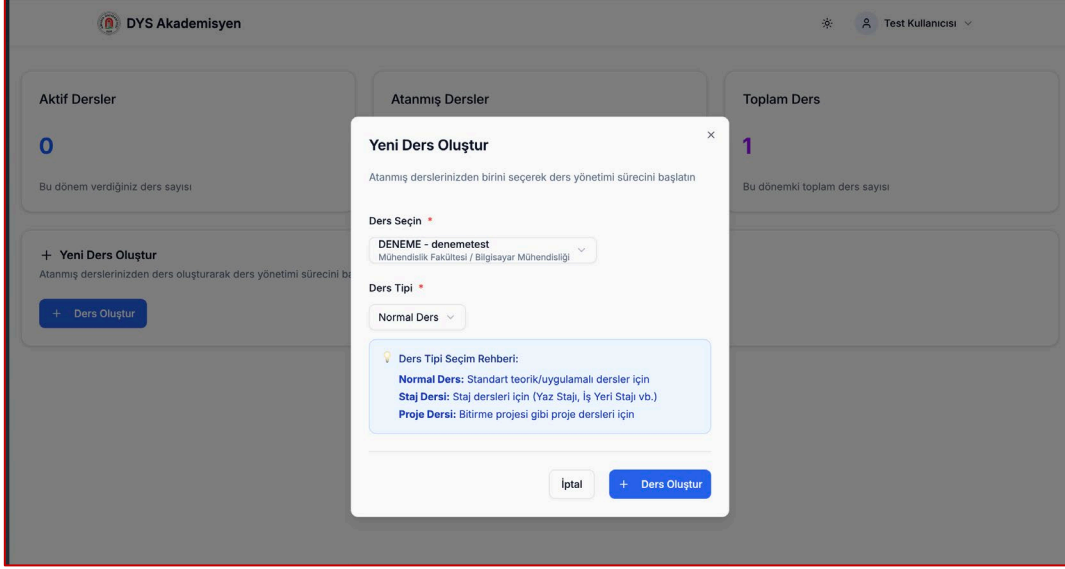 DYS Akademisyen
Test Kullanıcısı
Aktif Dersler
Atanmış Dersler
Toplam Ders
0
1
Bu dönem verdiğiniz ders sayısı
Bu dönemki toplam ders sayısı
+ Yeni Ders Oluştur
Atanmış derslerinizden ders oluşturarak ders yönetimi sürecini
+ Ders Oluştur
Yeni Ders Oluştur
Atanmış derslerinizden birini seçerek ders yönetimi sürecini başlatın
Ders Seçin *
DENEME - denemetest
Mühendislik Fakültesi / Bilgisayar Mühendisliği
Ders Tipi *
Normal Ders
Ders Tipi Seçim Rehberi:
Normal Ders: Standart teorik/uygulamalı dersler için
Staj Dersi: Staj dersleri için (Yaz Stajı, İş Yeri Stajı vb.)
Proje Dersi: Bitirme projesi gibi proje dersleri için
İptal
+ Ders Oluştur